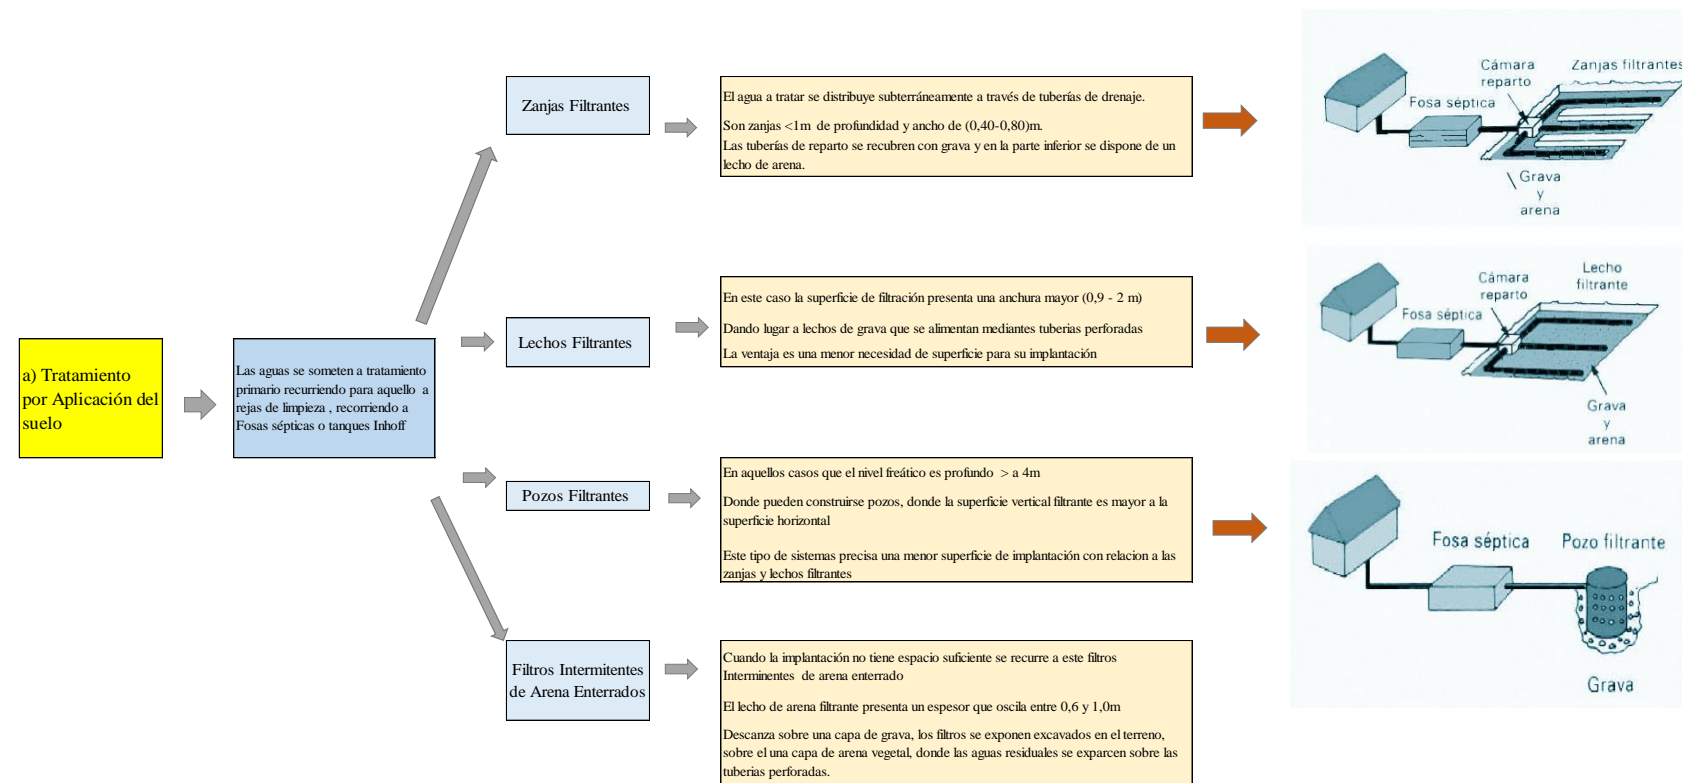 a) Tratamiento
por Aplicación del
suelo
Las aguas se someten a tratamiento
primario recurriendo para aquello a
rejas de limpieza , recorriendo a
Fosas sépticas o tanques Inhoff
Zanjas Filtrantes
El agua a tratar se distribuye subterráneamente a través de tuberías de drenaje.
Son zanjas <1m de profundidad y ancho de (0,40-0,80)m.
Las tuberías de reparto se recubren con grava y en la parte inferior se dispone de un
lecho de arena.
Cámara
reparto
Zanjas filtrantes
Fosa séptica
Grava
y
arena
Lechos Filtrantes
En este caso la superficie de filtración presenta una anchura mayor (0,9 - 2 m)
Dando lugar a lechos de grava que se alimentan mediantes tuberias perforadas
La ventaja es una menor necesidad de superficie para su implantación
Cámara
reparto
Lecho
filtrante
Fosa séptica
Grava
y
arena
Pozos Filtrantes
En aquellos casos que el nivel freático es profundo > a 4m
Donde pueden construirse pozos, donde la superficie vertical filtrante es mayor a la
superficie horizontal
Este tipo de sistemas precisa una menor superficie de implantación con relacion a las
zanjas y lechos filtrantes
Fosa séptica
Pozo filtrante
Grava
Filtros Intermitentes
de Arena Enterrados
Cuando la implantación no tiene espacio suficiente se recurre a este filtros
Interminentes de arena enterrado
El lecho de arena filtrante presenta un espesor que oscila entre 0,6 y 1,0m
Descanza sobre una capa de grava, los filtros se exponen excavados en el terreno,
sobre el una capa de arena vegetal, donde las aguas residuales se exparcen sobre las
tuberias perforadas.